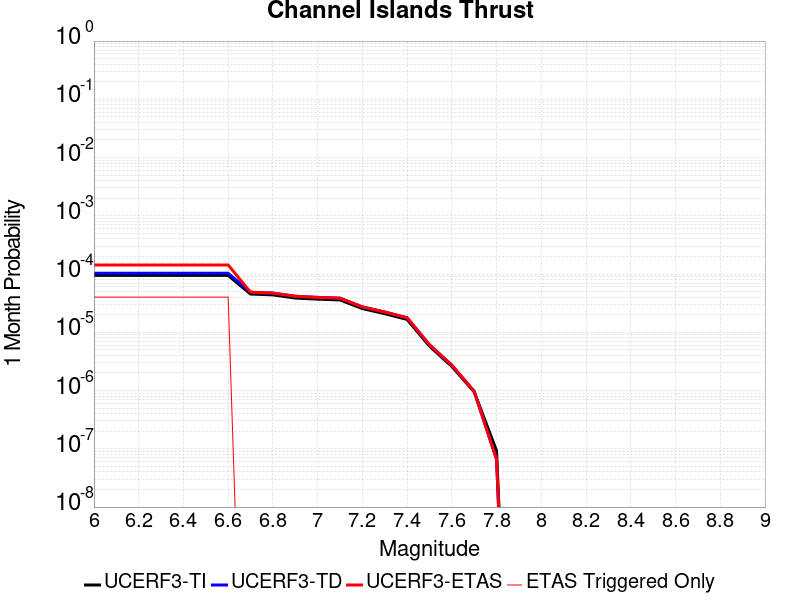 Channel Islands Thrust
10^0
10^-1
10^-2
10^-3
10^-4
10^-5
10^-6
10^-7
10^-8
1 Month Probability
6 6.2 6.4 6.6 6.8 7 7.2 7.4 7.6 7.8 8 8.2 8.4 8.6 8.8 9
Magnitude
UCERF3-TI UCERF3-TD UCERF3-ETAS ETAS Triggered Only